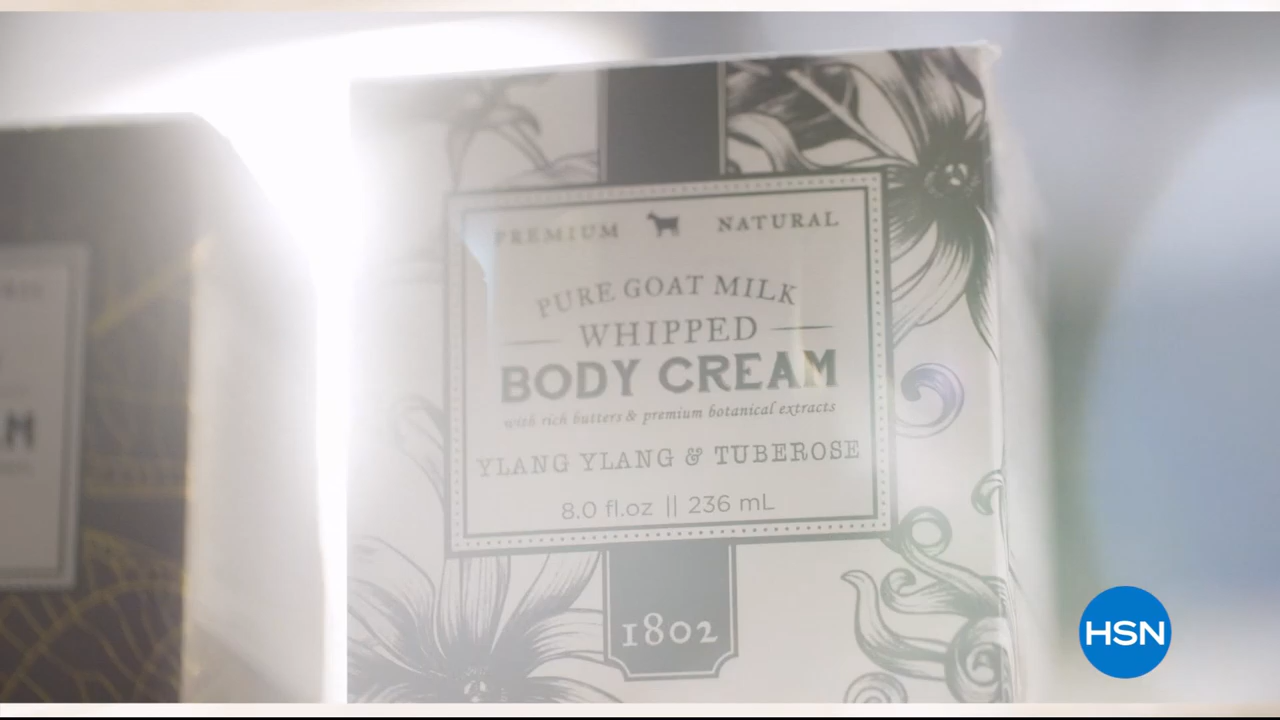 PREMIUM NATURAL
PURE GOAT MILK
WHIPPED
BODY CREAM
with rich butters & premium botanical extracts
YLANG YLANG & TUBEROSE
8.0 fl.oz || 236 mL
1802
M
HSN